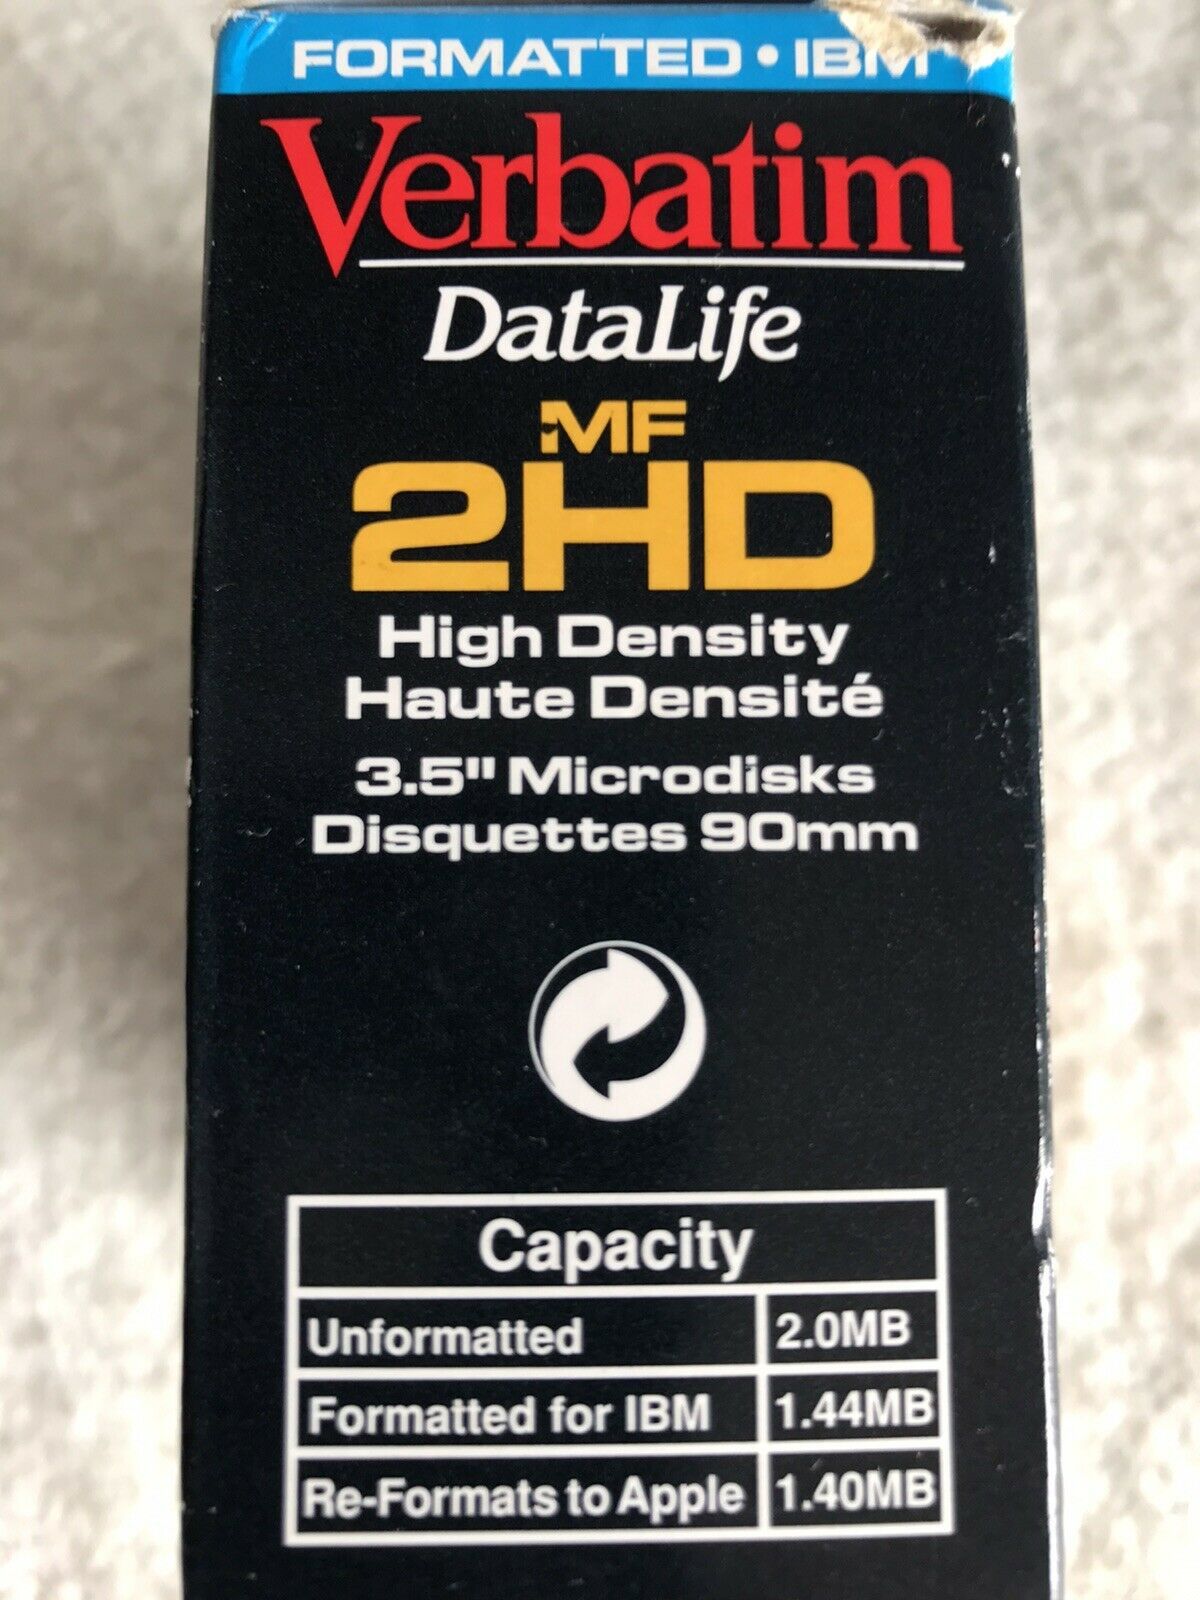 FORMATTED • IBM
Verbatim
DataLife
MF
2HD
High Density
Haute Densité
3.5" Microdisks
Disquettes 90mm
Capacity
Unformatted 2.0MB
Formatted for IBM 1.44MB
Re-Formats to Apple 1.40MB